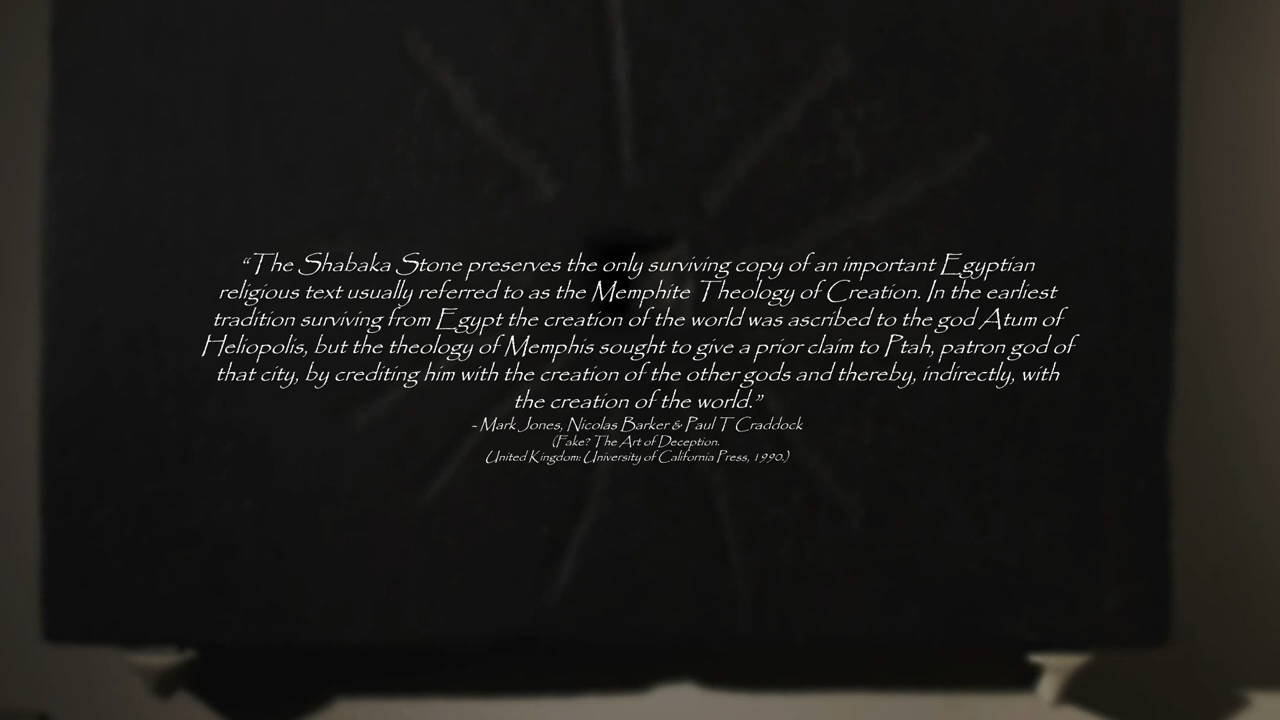 “The Shabaka Stone preserves the only surviving copy of an important Egyptian
religious text usually referred to as the Memphite Theology of Creation. In the earliest
tradition surviving from Egypt the creation of the world was ascribed to the god Atum of
Heliopolis, but the theology of Memphis sought to give a prior claim to Ptah, patron god of
that city, by crediting him with the creation of the other gods and thereby, indirectly, with
the creation of the world.”
- Mark Jones, Nicolas Barker & Paul T Craddock
(Fake? The Art of Deception.
United Kingdom: University of California Press, 1990.)